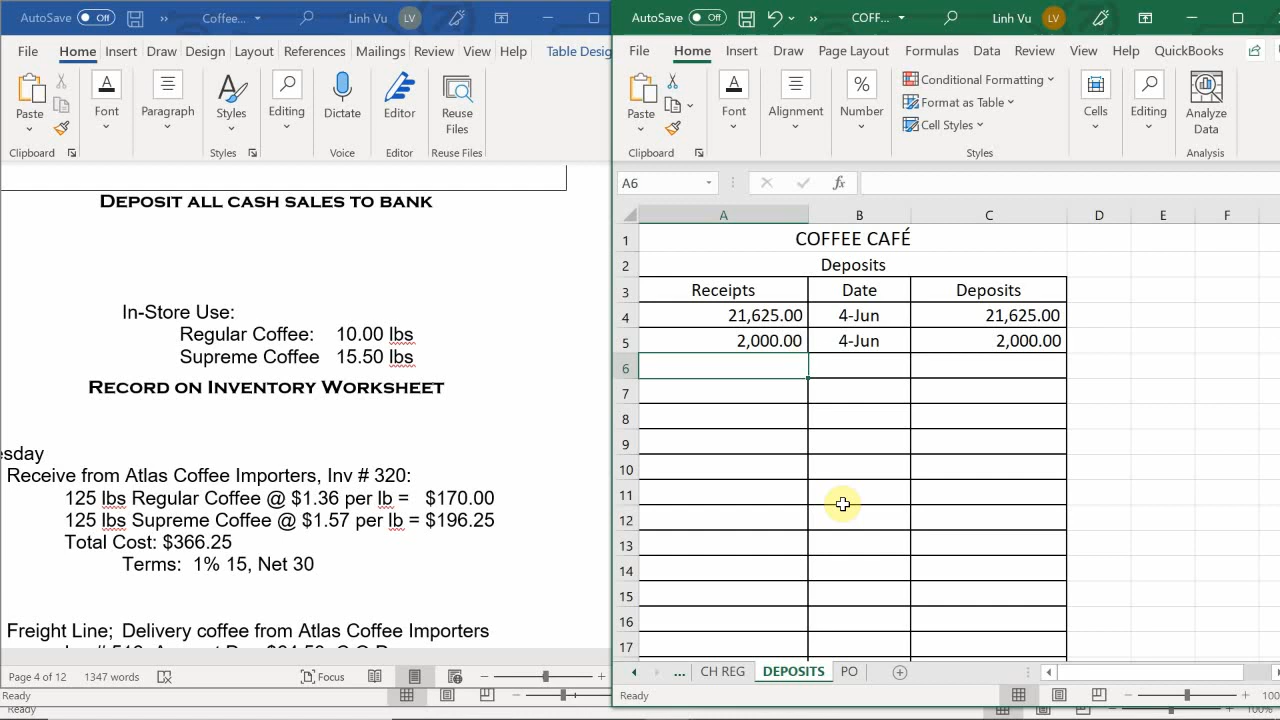 AutoSave Off Coffee... Linh Vu LV
File Home Insert Draw Design Layout References Mailings Review View Help Table Desig
Paste Font Paragraph Styles Editing Dictate Editor Reuse Files
Clipboard Styles Voice Editor Reuse Files
DEPOSIT ALL CASH SALES TO BANK
In-Store Use:
Regular Coffee: 10.00 lbs
Supreme Coffee 15.50 lbs
RECORD ON INVENTORY WORKSHEET
esday
Receive from Atlas Coffee Importers, Inv # 320:
125 lbs Regular Coffee @ $1.36 per lb = $170.00
125 lbs Supreme Coffee @ $1.57 per lb = $196.25
Total Cost: $366.25
Terms: 1% 15, Net 30
Freight Line; Delivery coffee from Atlas Coffee Importers
Page 4 of 12 1347 words Focus
Ready
Ready
AutoSave Off COFF... Linh Vu LV
File Home Insert Draw Page Layout Formulas Data Review View Help QuickBooks
Paste Font Alignment Number Conditional Formatting Format as Table Cell Styles Cells Editing Analyze Data
Clipboard Styles Analysis
A6 fx
A B C D E F
1 COFFEE CAFÉ
2 Deposits
3 Receipts Date Deposits
4 21,625.00 4-Jun 21,625.00
5 2,000.00 4-Jun 2,000.00
6
7
8
9
10
11
12
13
14
15
16
17
... CH REG DEPOSITS PO
Ready 100
100%